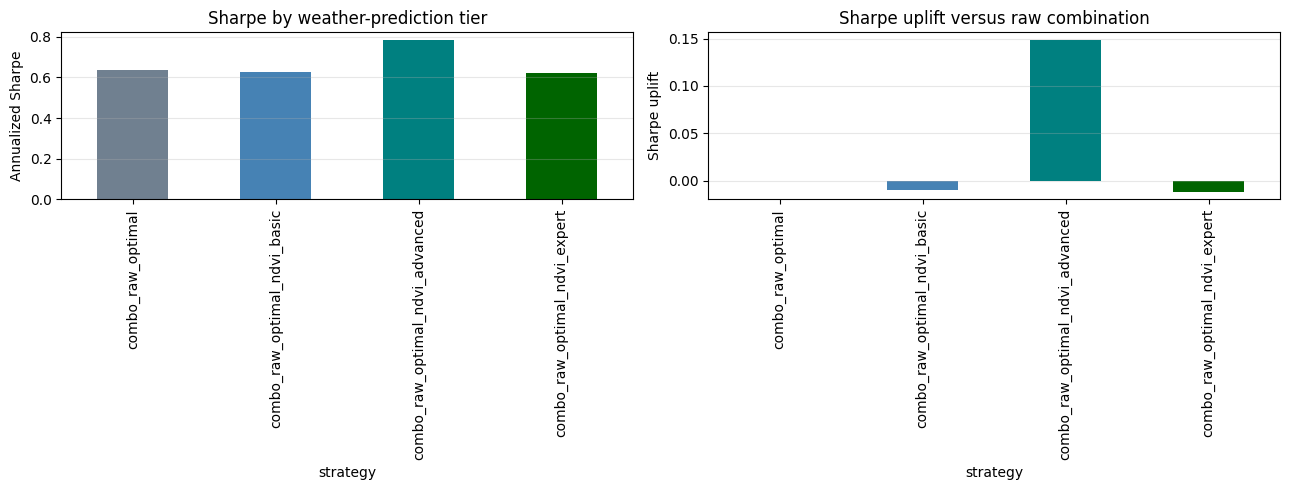 Sharpe by weather-prediction tier
Annualized Sharpe
0.8
0.6
0.4
0.2
0.0
combo_raw_optimal
combo_raw_optimal_ndvi_basic
combo_raw_optimal_ndvi_advanced
combo_raw_optimal_ndvi_expert
strategy
Sharpe uplift versus raw combination
Sharpe uplift
0.15
0.10
0.05
0.00
combo_raw_optimal
combo_raw_optimal_ndvi_basic
combo_raw_optimal_ndvi_advanced
combo_raw_optimal_ndvi_expert
strategy